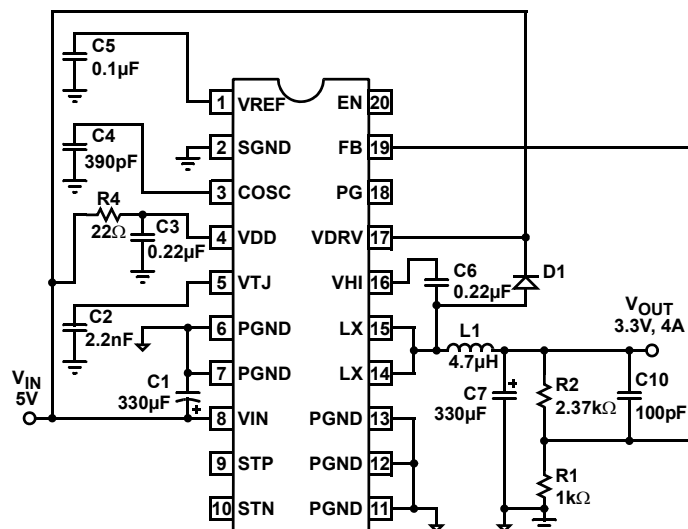 C5
0.1µF
1 VREF EN 20
C4
390pF
2 SGND FB 19
3 COSC PG 18
R4
22Ω
C3
0.22µF
4 VDD VDRV 17
5 VTJ VHI 16
C6
0.22µF
D1
C2
2.2nF
6 PGND LX 15
VOUT
3.3V, 4A
L1
4.7µH
7 PGND LX 14
VIN
5V
C1
330µF
+
C7
330µF
+
R2
2.37kΩ
C10
100pF
8 VIN PGND 13
9 STP PGND 12
10 STN PGND 11
R1
1kΩ